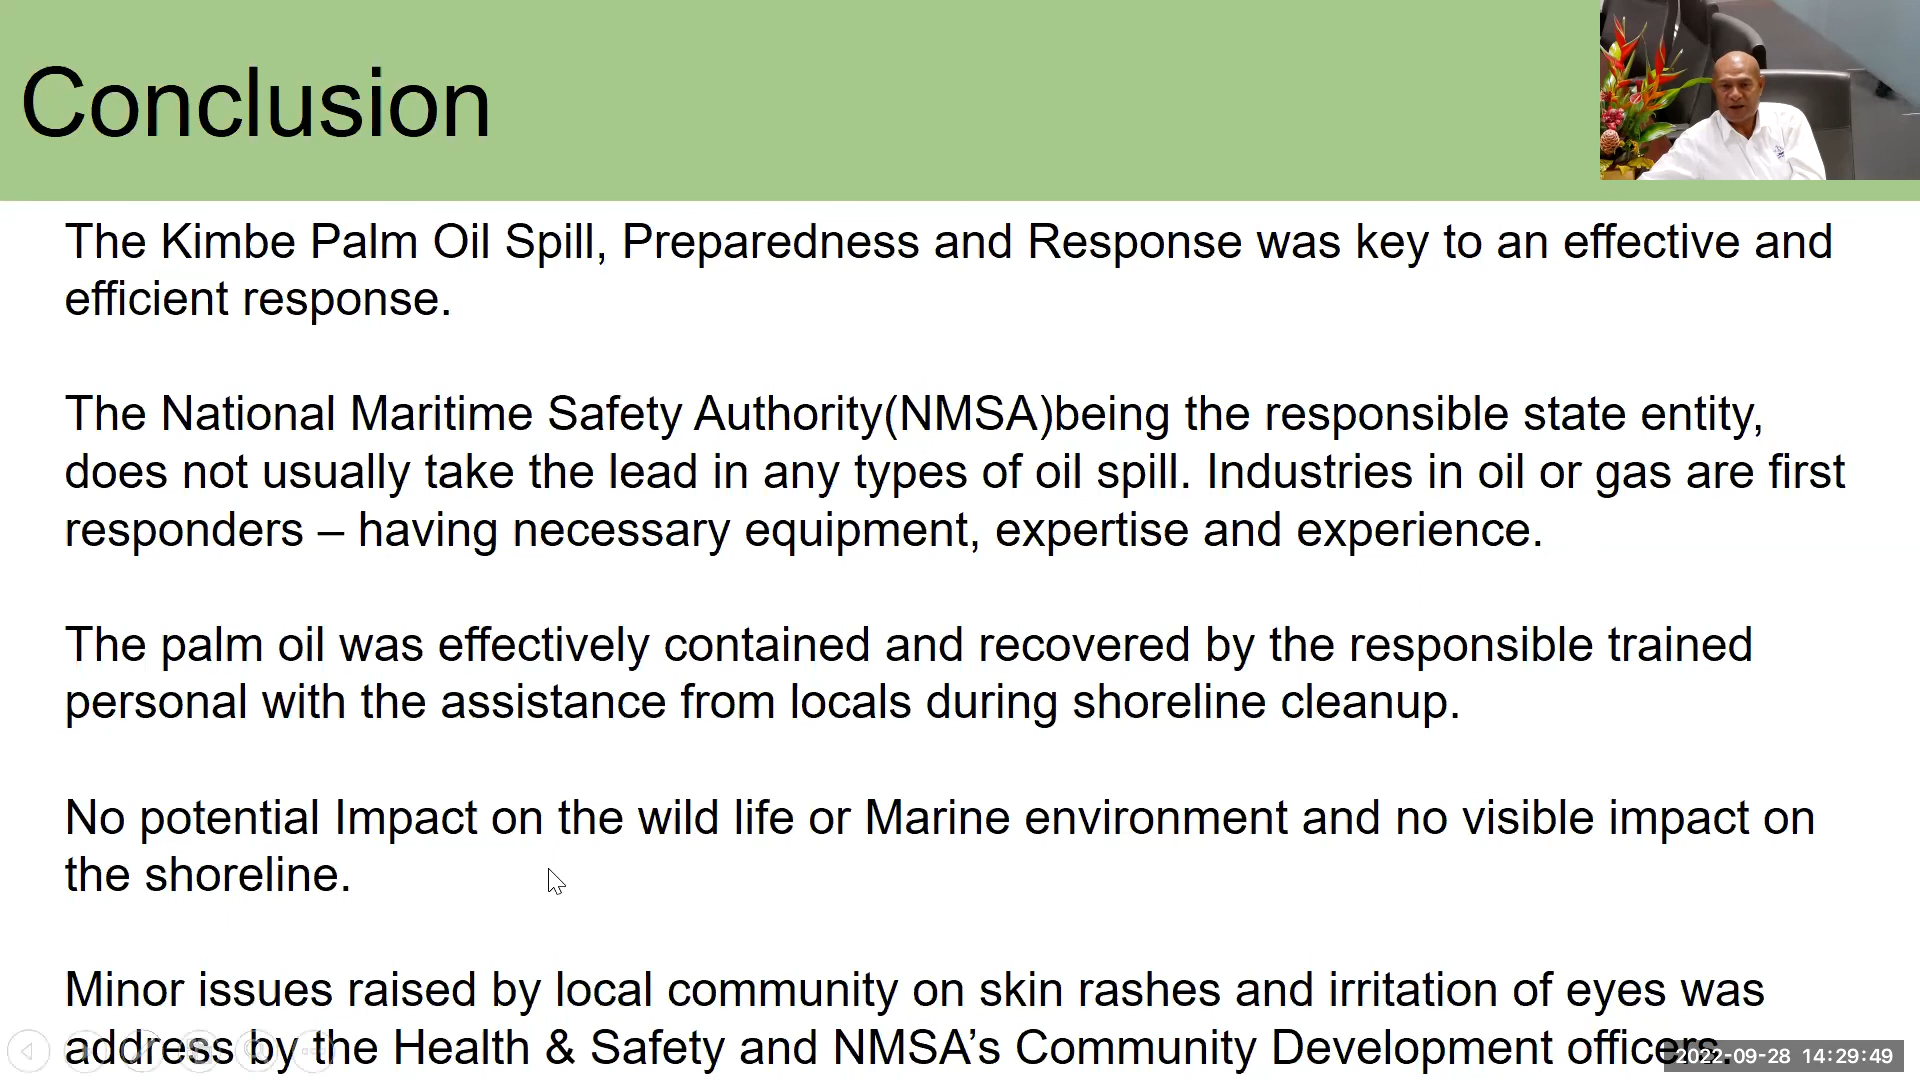 Conclusion
The Kimbe Palm Oil Spill, Preparedness and Response was key to an effective and
efficient response.
The National Maritime Safety Authority(NMSA)being the responsible state entity,
does not usually take the lead in any types of oil spill. Industries in oil or gas are first
responders – having necessary equipment, expertise and experience.
The palm oil was effectively contained and recovered by the responsible trained
personal with the assistance from locals during shoreline cleanup.
No potential Impact on the wild life or Marine environment and no visible impact on
the shoreline.
Minor issues raised by local community on skin rashes and irritation of eyes was
address by the Health & Safety and NMSA’s Community Development officers.
2022-09-28 14:29:49